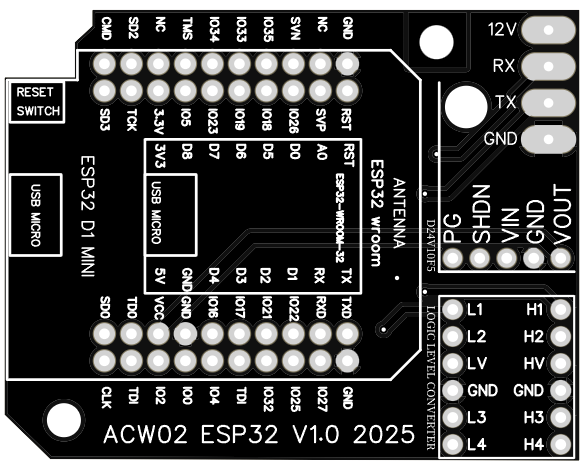 CMD SD2 NC TMS IO34 IO33 IO35 SVN NC GND
12V
RX
TX
GND
RESET
SWITCH
SD3 TCK 3.3V IO5 IO23 IO19 IO18 IO26 SVP RST
3V3 D8 D7 D6 D5 D0 A0 RST
USB MICRO
ESP32 D1 MINI
USB MICRO
ESP32-WROOM-32
ESP32 wroom
ANTENNA
D24V10F5
PG SHDN VIN GND VOUT
5V GND D4 D3 D2 D1 RX TX
SD0 TD0 VCC GND IO16 IO17 IO21 IO22 RXD TXD
LOGIC LEVEL CONVERTER
L1 H1
L2 H2
LV HV
GND GND
L3 H3
L4 H4
CLK TDI IO2 IO0 IO4 TDI IO32 IO25 IO27 GND
ACW02 ESP32 V1.0 2025